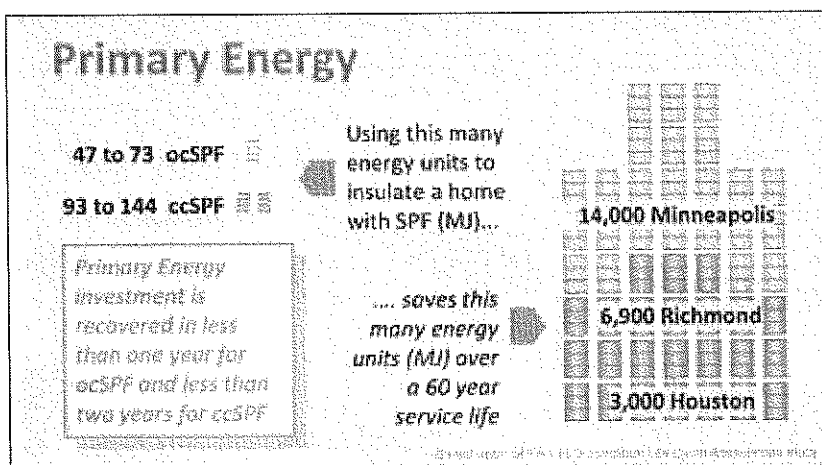 Primary Energy
47 to 73 ocSPF
93 to 144 ccSPF
Using this many
energy units to
insulate a home
with SPF (MJ)...
Primary Energy
investment is
recovered in less
than one year for
ocSPF and less than
two years for ccSPF
.... saves this
many energy
units (MJ) over
a 60 year
service life
14,000 Minneapolis
6,900 Richmond
3,000 Houston